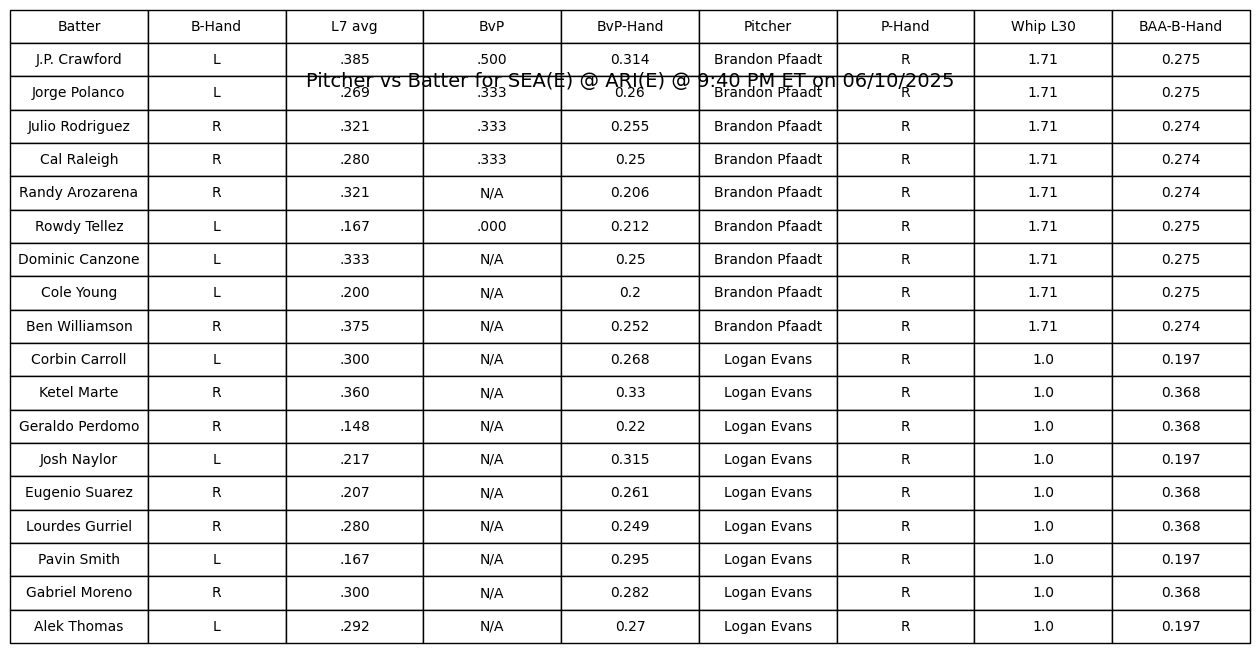 Batter B-Hand L7 avg BvP BvP-Hand Pitcher P-Hand Whip L30 BAA-B-Hand
J.P. Crawford L .385 .500 0.314 Brandon Pfaadt R 1.71 0.275
Pitcher vs Batter for SEA(E) @ ARI(E) @ 9:40 PM ET on 06/10/2025
Jorge Polanco L .269 .333 0.26 Brandon Pfaadt R 1.71 0.275
Julio Rodriguez R .321 .333 0.255 Brandon Pfaadt R 1.71 0.274
Cal Raleigh R .280 .333 0.25 Brandon Pfaadt R 1.71 0.274
Randy Arozarena R .321 N/A 0.206 Brandon Pfaadt R 1.71 0.274
Rowdy Tellez L .167 .000 0.212 Brandon Pfaadt R 1.71 0.275
Dominic Canzone L .333 N/A 0.25 Brandon Pfaadt R 1.71 0.275
Cole Young L .200 N/A 0.2 Brandon Pfaadt R 1.71 0.275
Ben Williamson R .375 N/A 0.252 Brandon Pfaadt R 1.71 0.274
Corbin Carroll L .300 N/A 0.268 Logan Evans R 1.0 0.197
Ketel Marte R .360 N/A 0.33 Logan Evans R 1.0 0.368
Geraldo Perdomo R .148 N/A 0.22 Logan Evans R 1.0 0.368
Josh Naylor L .217 N/A 0.315 Logan Evans R 1.0 0.197
Eugenio Suarez R .207 N/A 0.261 Logan Evans R 1.0 0.368
Lourdes Gurriel R .280 N/A 0.249 Logan Evans R 1.0 0.368
Pavin Smith L .167 N/A 0.295 Logan Evans R 1.0 0.197
Gabriel Moreno R .300 N/A 0.282 Logan Evans R 1.0 0.368
Alek Thomas L .292 N/A 0.27 Logan Evans R 1.0 0.197